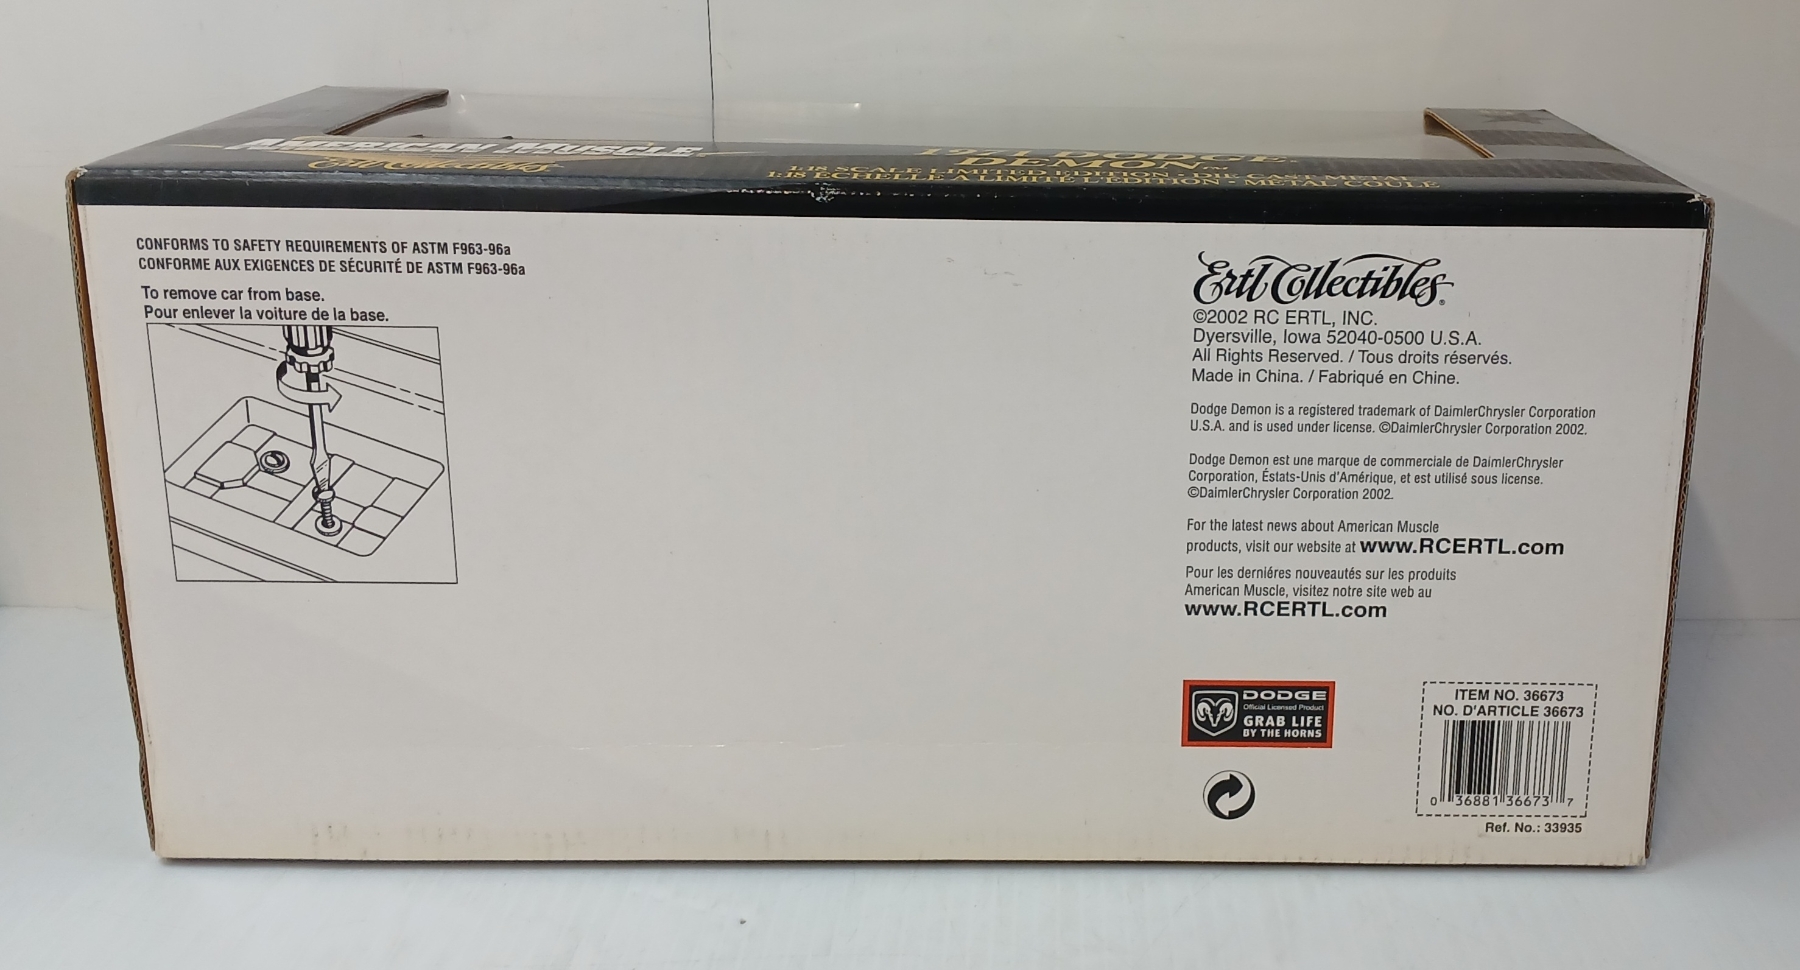 AMERICAN MUSCLE
Ertl Collectibles
1971 DODGE
DEMON
1:18 SCALE LIMITED EDITION • DIE CAST METAL
1:18 ECHELLE A LIMITÉ L'EDITION • METAL COULÉ
CONFORMS TO SAFETY REQUIREMENTS OF ASTM F963-96a
CONFORME AUX EXIGENCES DE SÉCURITÉ DE ASTM F963-96a
To remove car from base.
Pour enlever la voiture de la base.
Ertl Collectibles®
©2002 RC ERTL, INC.
Dyersville, Iowa 52040-0500 U.S.A.
All Rights Reserved. / Tous droits réservés.
Made in China. / Fabriqué en Chine.
Dodge Demon is a registered trademark of DaimlerChrysler Corporation
U.S.A. and is used under license. ©DaimlerChrysler Corporation 2002.
Dodge Demon est une marque de commerciale de DaimlerChrysler
Corporation, Éstats-Unis d'Amérique, et est utilisé sous license.
©DaimlerChrysler Corporation 2002.
For the latest news about American Muscle
products, visit our website at www.RCERTL.com
Pour les derniéres nouveautés sur les produits
American Muscle, visitez notre site web au
www.RCERTL.com
DODGE
Official Licensed Product
GRAB LIFE
BY THE HORNS
ITEM NO. 36673
NO. D'ARTICLE 36673
0 36881 36673 7
Ref. No.: 33935